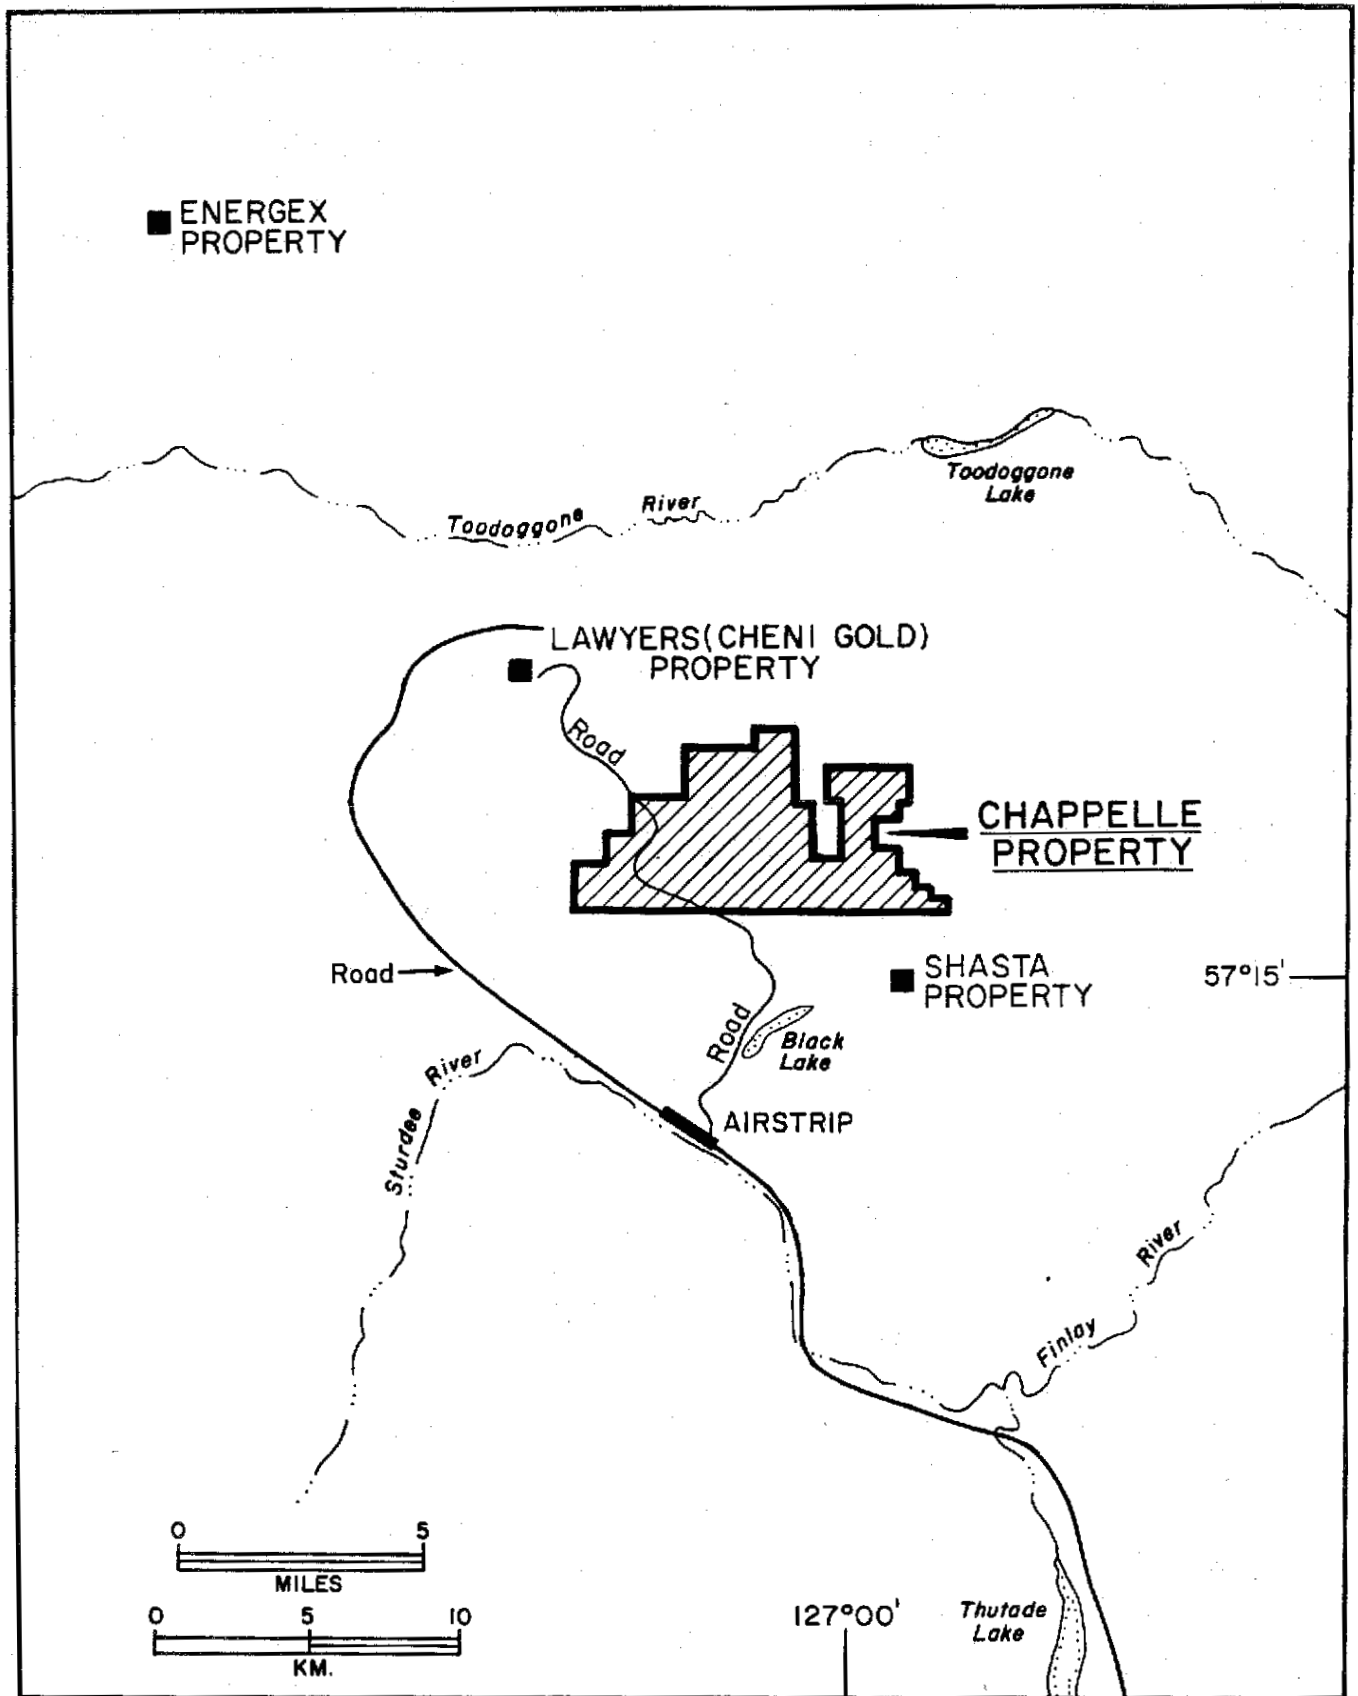 ENERGEX
PROPERTY
Toodoggone
Lake
Toodoggone River
LAWYERS(CHENI GOLD)
PROPERTY
Road
CHAPPELLE
PROPERTY
Road
SHASTA
PROPERTY
57°15'
Road
Black
Lake
Sturdee River
AIRSTRIP
Finlay River
0 5
MILES
0 5 10
KM.
127°00'
Thutade
Lake